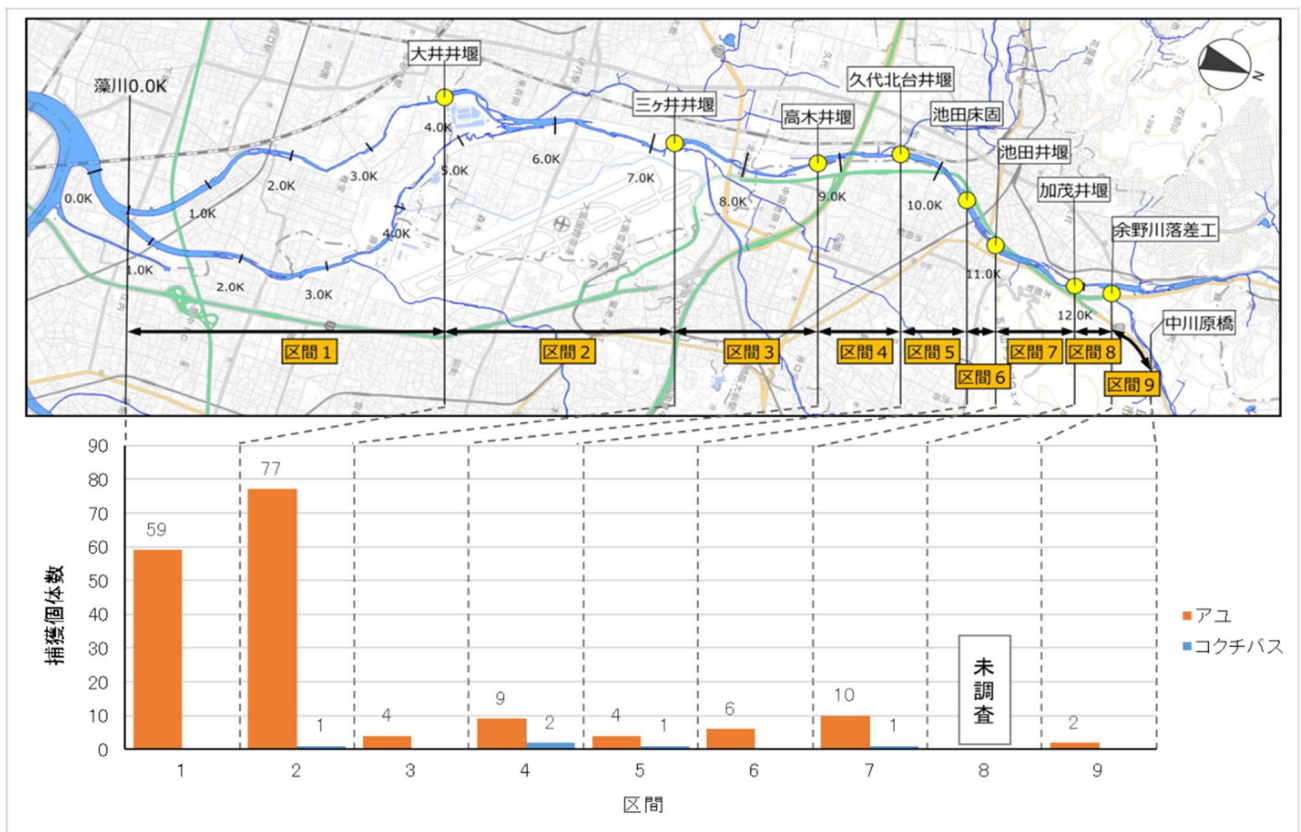 大井井堰
藻川0.0K
三ヶ井井堰
高木井堰
久代北台井堰
池田床固
池田井堰
加茂井堰
余野川落差工
中川原橋
N
0.0K
1.0K
2.0K
3.0K
4.0K
5.0K
6.0K
7.0K
8.0K
9.0K
10.0K
11.0K
12.0K
1.0K
2.0K
3.0K
4.0K
大阪国際空港
区間1
区間2
区間3
区間4
区間5
区間6
区間7
区間8
区間9
捕獲個体数
90
80
70
60
50
40
30
20
10
0
59
77
1
4
9
2
4
1
6
10
1
未調査
2
1
2
3
4
5
6
7
8
9
区間
アユ
コクチバス